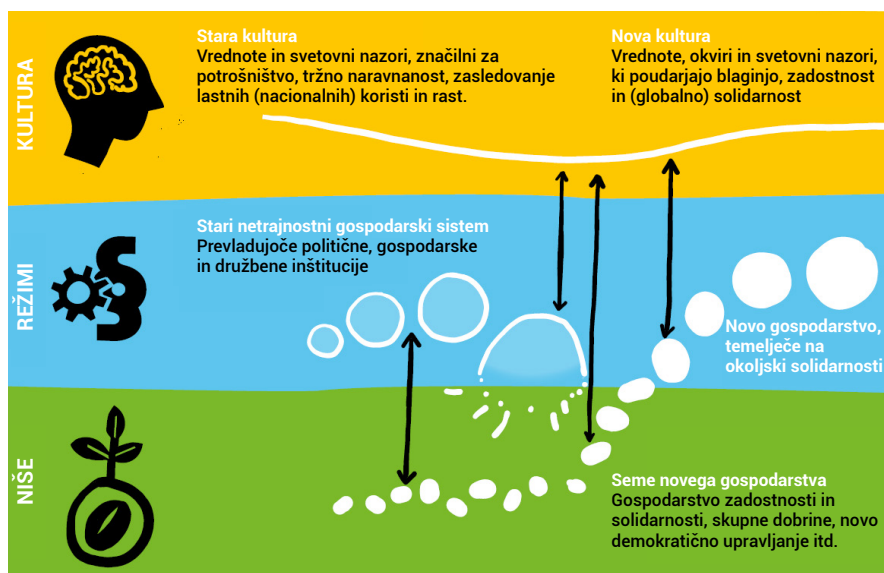 KULTURA
Stara kultura
Vrednote in svetovni nazori, značilni za
potrošništvo, tržno naravnanost, zasledovanje
lastnih (nacionalnih) koristi in rast.
Nova kultura
Vrednote, okviri in svetovni nazori,
ki poudarjajo blaginjo, zadostnost
in (globalno) solidarnost
REŽIMI
Stari netrajnostni gospodarski sistem
Prevladujoče politične, gospodarske
in družbene inštitucije
Novo gospodarstvo,
temelječe na
okoljski solidarnosti
NIŠE
Seme novega gospodarstva
Gospodarstvo zadostnosti in
solidarnosti, skupne dobrine, novo
demokratično upravljanje itd.